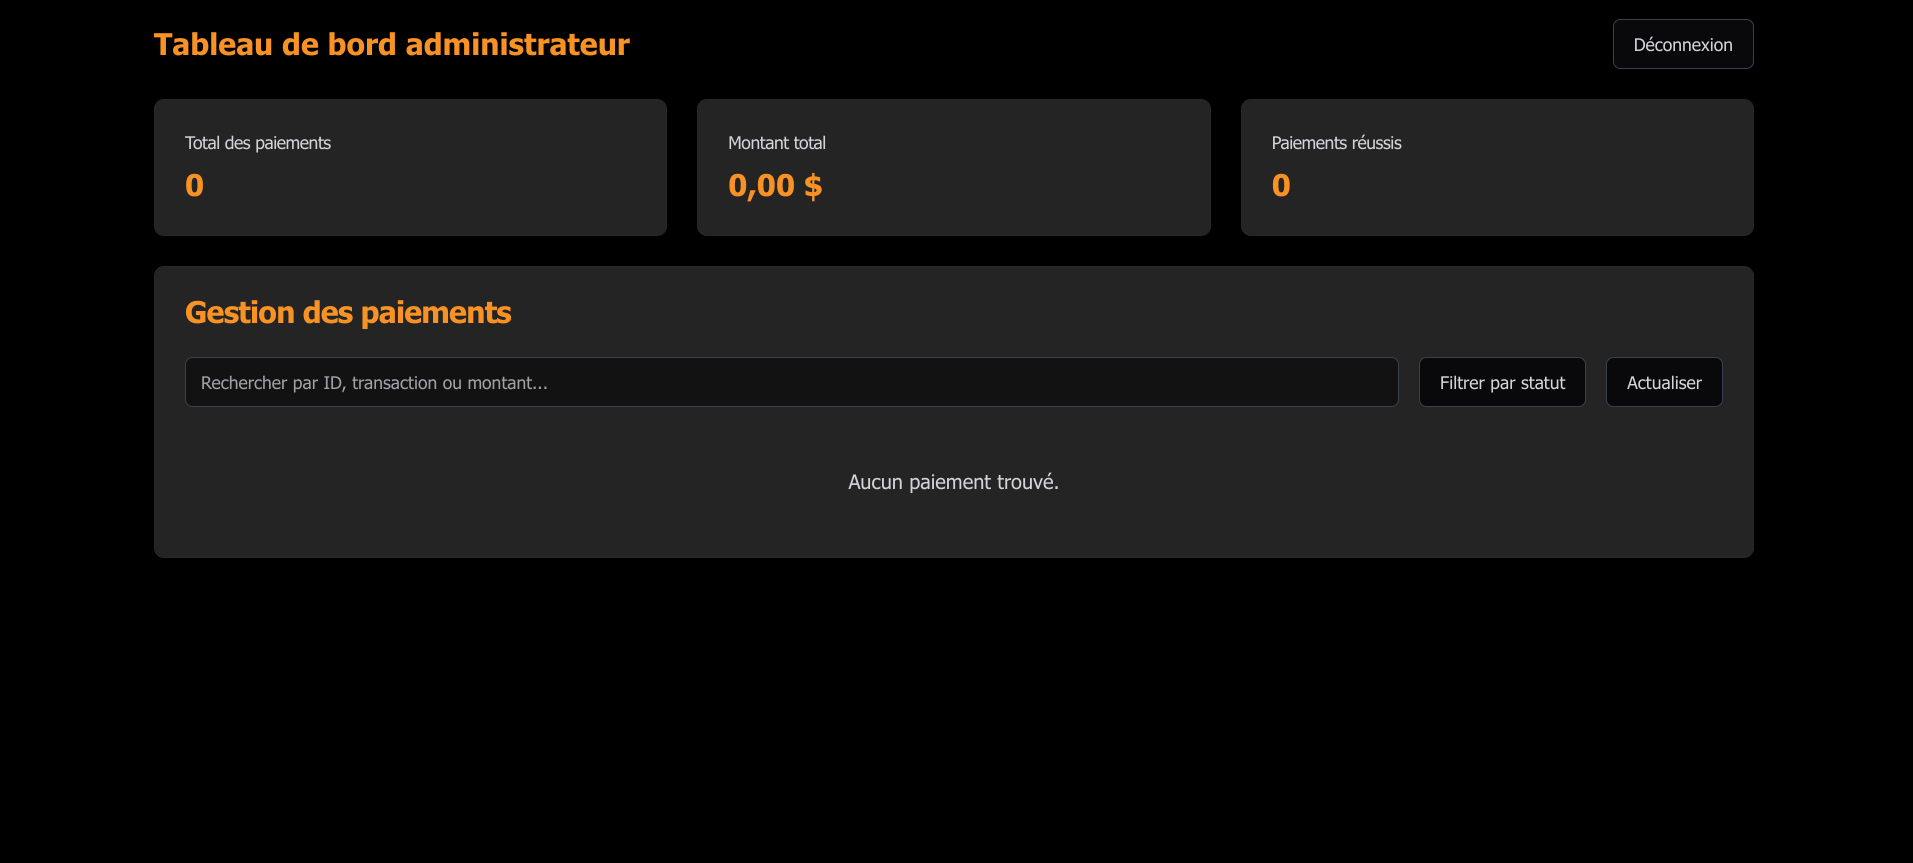 Tableau de bord administrateur
Déconnexion
Total des paiements
0
Montant total
0,00 $
Paiements réussis
0
Gestion des paiements
Rechercher par ID, transaction ou montant...
Filtrer par statut
Actualiser
Aucun paiement trouvé.